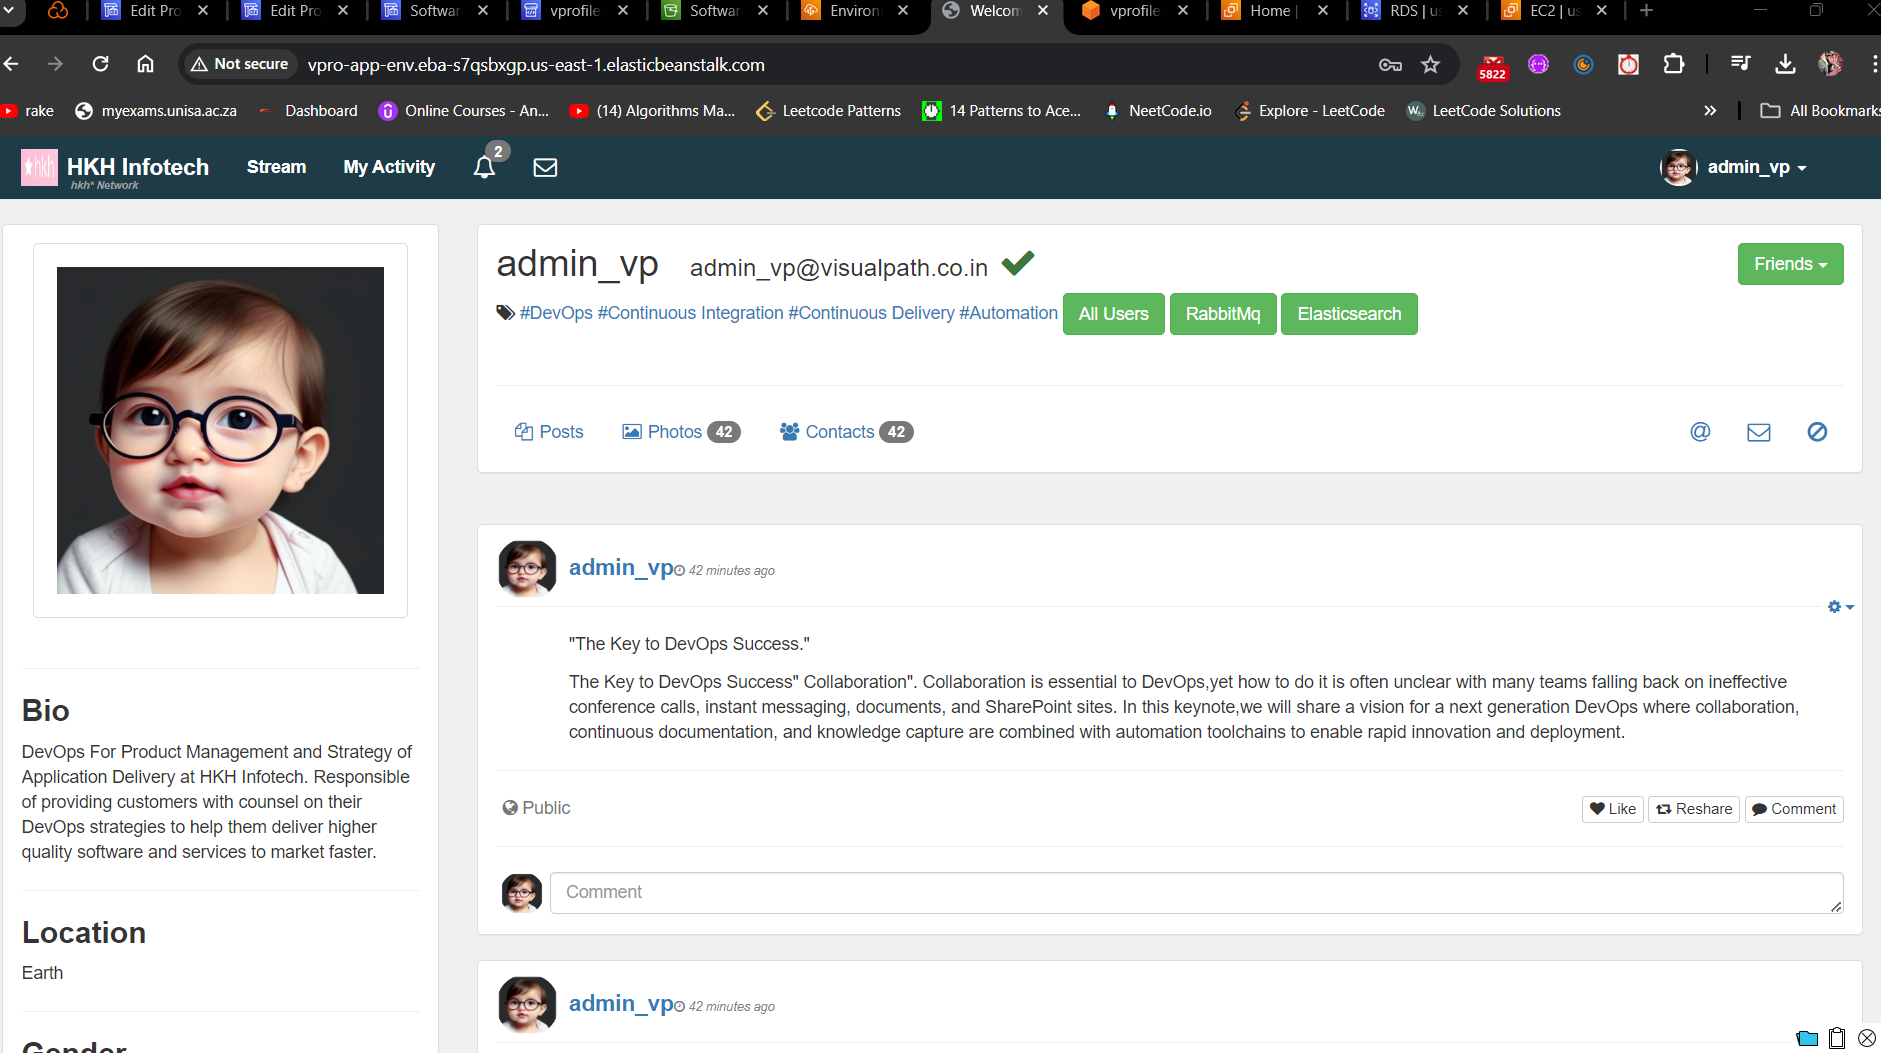 Edit Pro
Edit Pro
Softwar
vprofile
Softwar
Environ
Welcom
vprofile
Home |
RDS | us
EC2 | us
Not secure
vpro-app-env.eba-s7qsbxgp.us-east-1.elasticbeanstalk.com
5822
rake
myexams.unisa.ac.za
Dashboard
Online Courses - An...
(14) Algorithms Ma...
Leetcode Patterns
14 Patterns to Ace...
NeetCode.io
Explore - LeetCode
LeetCode Solutions
All Bookmarks
hkh
HKH Infotech
hkh* Network
Stream
My Activity
2
admin_vp
admin_vp
admin_vp@visualpath.co.in
Friends
#DevOps #Continuous Integration #Continuous Delivery #Automation
All Users
RabbitMq
Elasticsearch
Posts
Photos 42
Contacts 42
@
admin_vp 42 minutes ago
"The Key to DevOps Success."
The Key to DevOps Success" Collaboration". Collaboration is essential to DevOps,yet how to do it is often unclear with many teams falling back on ineffective
conference calls, instant messaging, documents, and SharePoint sites. In this keynote,we will share a vision for a next generation DevOps where collaboration,
continuous documentation, and knowledge capture are combined with automation toolchains to enable rapid innovation and deployment.
Public
Like
Reshare
Comment
Comment
admin_vp 42 minutes ago
Bio
DevOps For Product Management and Strategy of
Application Delivery at HKH Infotech. Responsible
of providing customers with counsel on their
DevOps strategies to help them deliver higher
quality software and services to market faster.
Location
Earth
Gender